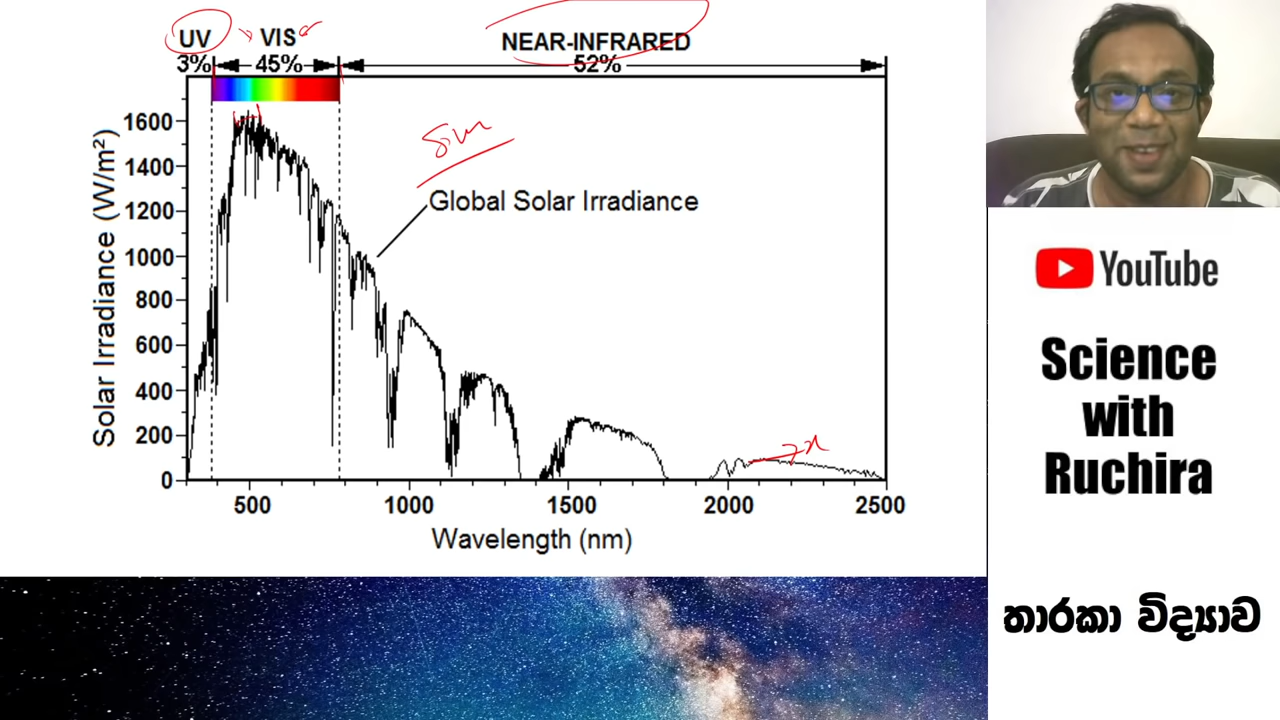 UV
VIS
NEAR-INFRARED
3%
45%
52%
Sun
Global Solar Irradiance
Solar Irradiance (W/m²)
1600
1400
1200
1000
800
600
400
200
0
500
1000
1500
2000
2500
Wavelength (nm)
YouTube
Science
with
Ruchira
තාරකා විද්‍යාව